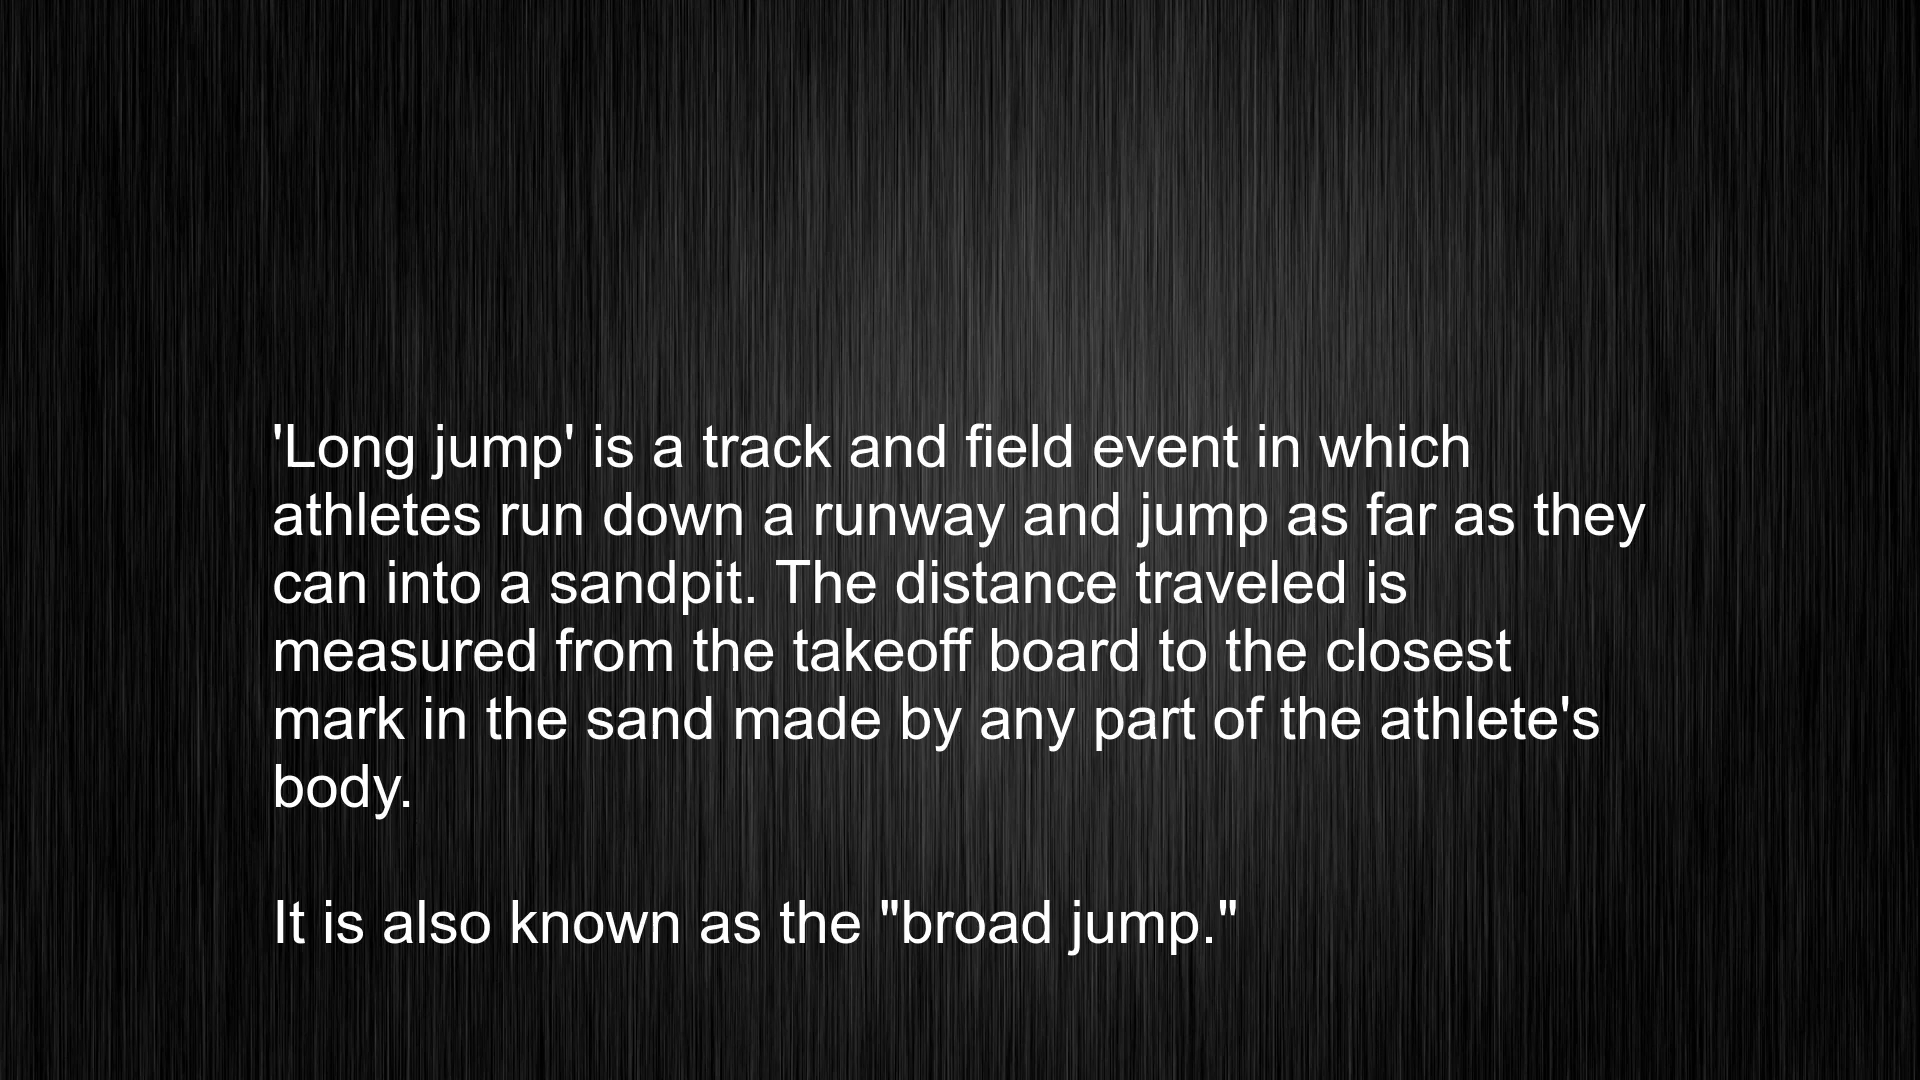 'Long jump' is a track and field event in which
athletes run down a runway and jump as far as they
can into a sandpit. The distance traveled is
measured from the takeoff board to the closest
mark in the sand made by any part of the athlete's
body.
It is also known as the "broad jump."